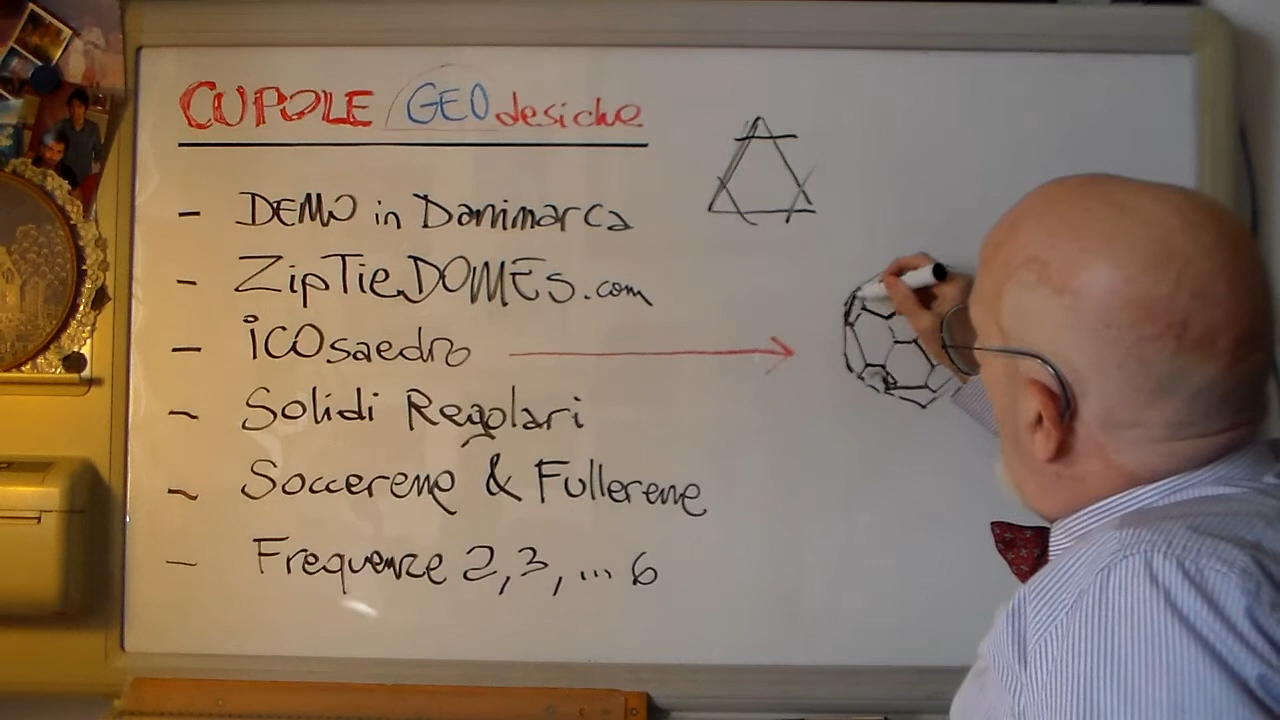 CUPOLE GEOdesiche
- DEMO in Danimarca
- ZipTieDOMES.com
- iCOsaedro
- Solidi Regolari
- Soccerene & Fullerene
- Frequenze 2,3, ... 6